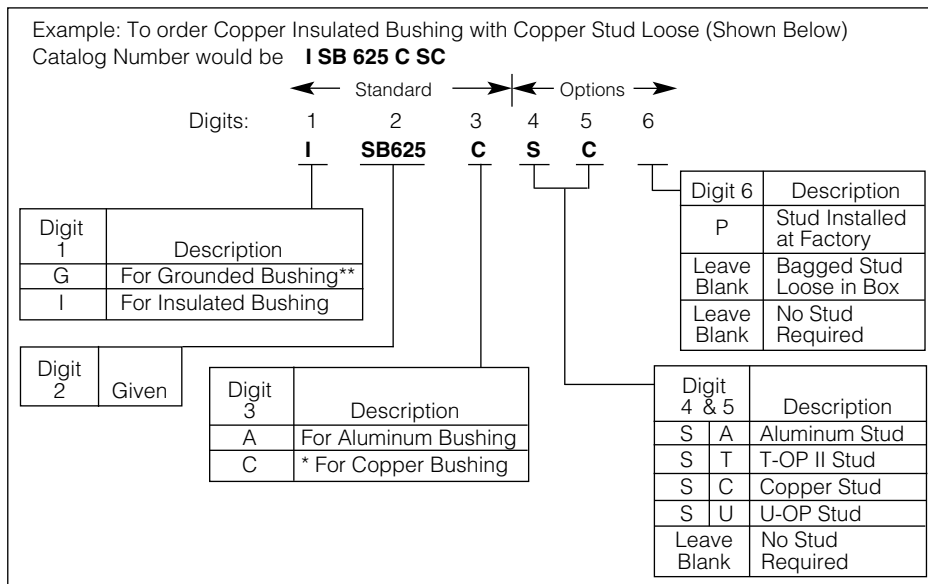 Example: To order Copper Insulated Bushing with Copper Stud Loose (Shown Below)
Catalog Number would be I SB 625 C SC
Standard Options
Digits: 1 2 3 4 5 6
I SB625 C S C
Digit 6 Description
P Stud Installed
at Factory
Leave Bagged Stud
Blank Loose in Box
Leave No Stud
Blank Required
Digit
1 Description
G For Grounded Bushing**
I For Insulated Bushing
Digit
2 Given
Digit
3 Description
A For Aluminum Bushing
C * For Copper Bushing
Digit
4 & 5 Description
S A Aluminum Stud
S T T-OP II Stud
S C Copper Stud
S U U-OP Stud
Leave No Stud
Blank Required